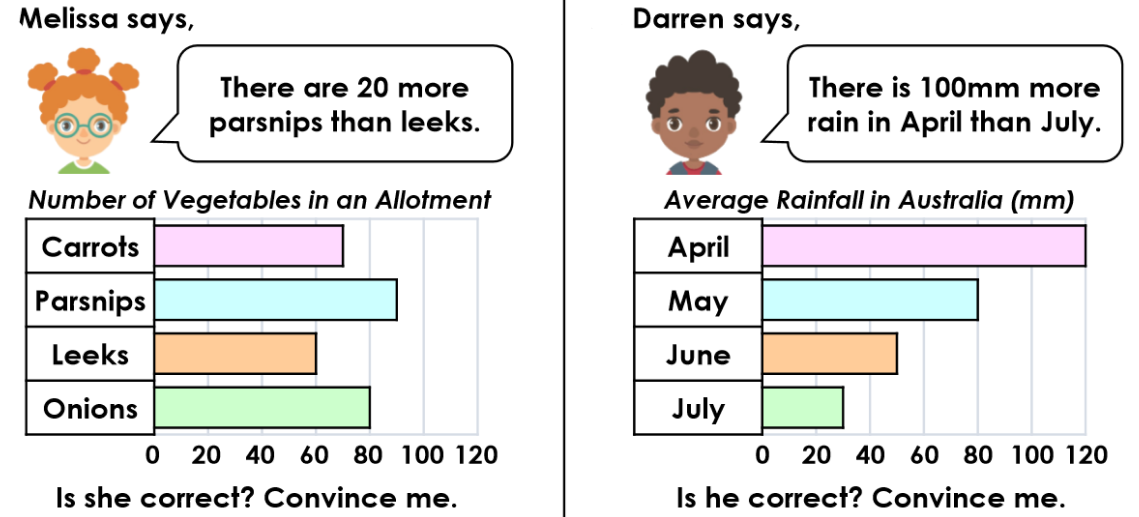 Melissa says,
There are 20 more
parsnips than leeks.
Number of Vegetables in an Allotment
Carrots
Parsnips
Leeks
Onions
0 20 40 60 80 100 120
Is she correct? Convince me.
Darren says,
There is 100mm more
rain in April than July.
Average Rainfall in Australia (mm)
April
May
June
July
0 20 40 60 80 100 120
Is he correct? Convince me.